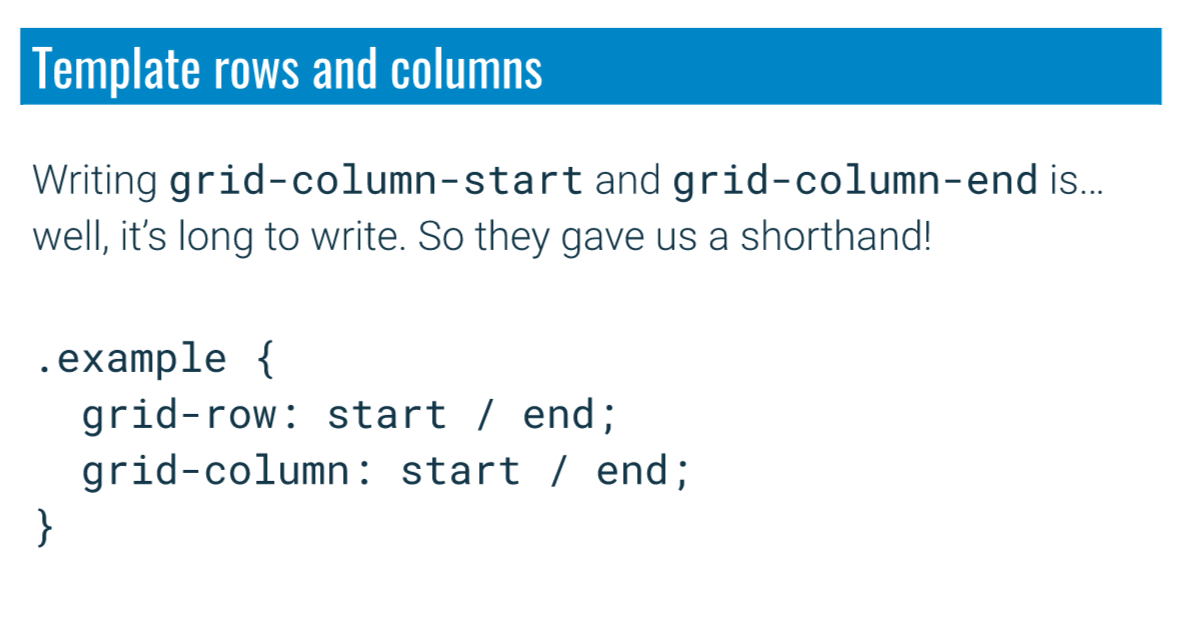 Template rows and columns
Writing grid-column-start and grid-column-end is…
well, it’s long to write. So they gave us a shorthand!
.example {
  grid-row: start / end;
  grid-column: start / end;
}